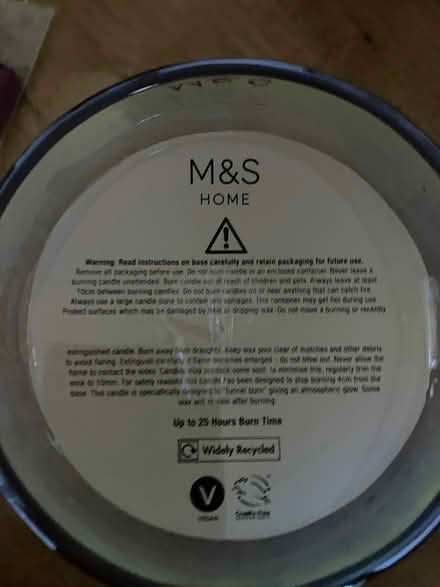 M&S
HOME
Warning: Read instructions on base carefully and retain packaging for future use.
Remove all packaging before use. Do not burn candle in an enclosed container. Never leave a
burning candle unattended. Burn candle out of reach of children and pets. Always leave at least
10cm between burning candles. Do not burn candles on or near anything that can catch fire.
Always use a large candle plate to contain any spillages. This container may get hot during use.
Protect surfaces which may be damaged by heat or dripping wax. Do not move a burning or recently
extinguished candle. Burn away from draughts. Keep wax pool clear of matches and other debris
to avoid flaring. Extinguish carefully if flame becomes enlarged - Do not blow out. Never allow the
flame to contact the sides. Candles may produce some soot. To minimise this, regularly trim the
wick to 10mm. For safety reasons this candle has been designed to stop burning 4cm from the
base. This candle is specifically designed to "tunnel burn" giving an atmospheric glow. Some
wax will remain after burning.
Up to 25 Hours Burn Time
Widely Recycled
V
VEGAN
Cruelty-Free